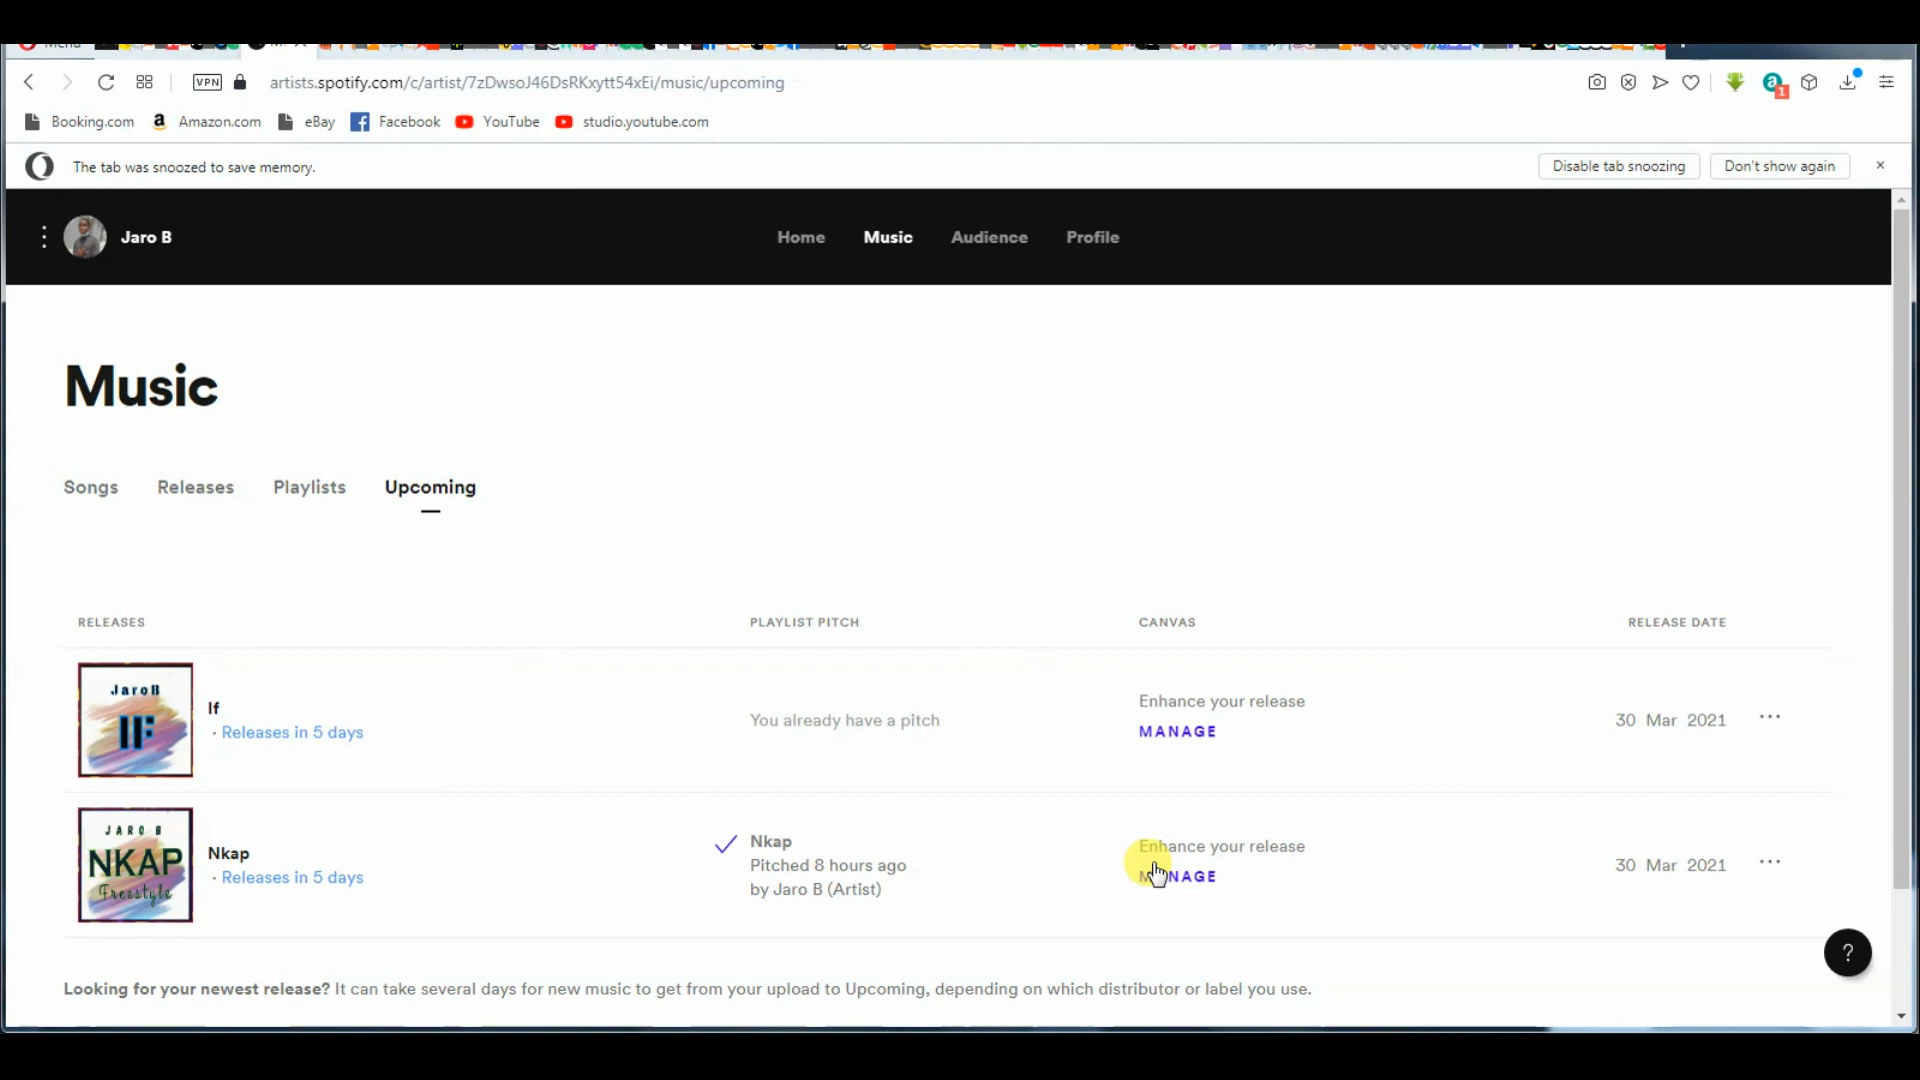 Menu
VPN
artists.spotify.com/c/artist/7zDwsoJ46DsRKxytt54xEi/music/upcoming
1
Booking.com
a Amazon.com
eBay
Facebook
YouTube
studio.youtube.com
The tab was snoozed to save memory.
Disable tab snoozing
Don't show again
Jaro B
Home
Music
Audience
Profile
Music
Songs
Releases
Playlists
Upcoming
RELEASES
PLAYLIST PITCH
CANVAS
RELEASE DATE
JaroB
IF
If
· Releases in 5 days
You already have a pitch
Enhance your release
MANAGE
30 Mar 2021
JARO B
NKAP
Freestyle
Nkap
· Releases in 5 days
Nkap
Pitched 8 hours ago
by Jaro B (Artist)
Enhance your release
MANAGE
30 Mar 2021
?
Looking for your newest release? It can take several days for new music to get from your upload to Upcoming, depending on which distributor or label you use.